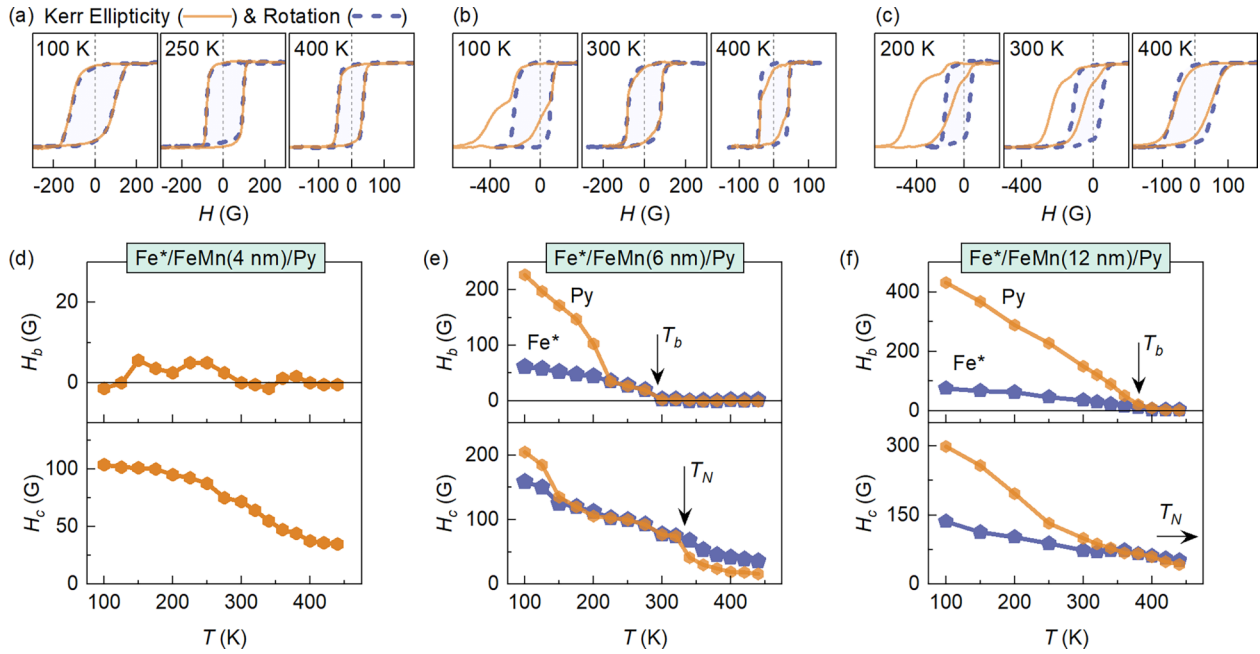 (a) Kerr Ellipticity (—) & Rotation (---) (b) (c)
100 K 250 K 400 K 100 K 300 K 400 K 200 K 300 K 400 K
-200 0 200 -200 0 200 -100 0 100 -400 0 -200 0 200 -100 0 100 -400 0 -400 0 -100 0 100
H (G) H (G) H (G)
(d) Fe*/FeMn(4 nm)/Py
20
0
H_b (G)
100
50
0
H_c (G)
100 200 300 400
T (K)
(e) Fe*/FeMn(6 nm)/Py
200
100
0
H_b (G)
Py
Fe*
T_b
200
100
0
H_c (G)
T_N
100 200 300 400
T (K)
(f) Fe*/FeMn(12 nm)/Py
400
200
0
H_b (G)
Py
Fe*
T_b
300
150
0
H_c (G)
T_N
100 200 300 400
T (K)